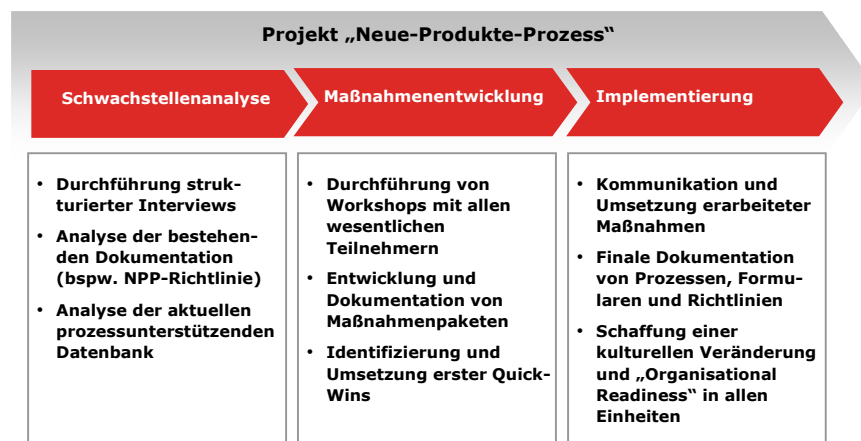 Projekt „Neue-Produkte-Prozess“
Schwachstellenanalyse
Maßnahmenentwicklung
Implementierung
• Durchführung struk-
turierter Interviews
• Analyse der bestehen-
den Dokumentation
(bspw. NPP-Richtlinie)
• Analyse der aktuellen
prozessunterstützenden
Datenbank
• Durchführung von
Workshops mit allen
wesentlichen
Teilnehmern
• Entwicklung und
Dokumentation von
Maßnahmenpaketen
• Identifizierung und
Umsetzung erster Quick-
Wins
• Kommunikation und
Umsetzung erarbeiteter
Maßnahmen
• Finale Dokumentation
von Prozessen, Formu-
laren und Richtlinien
• Schaffung einer
kulturellen Veränderung
und „Organisational
Readiness“ in allen
Einheiten